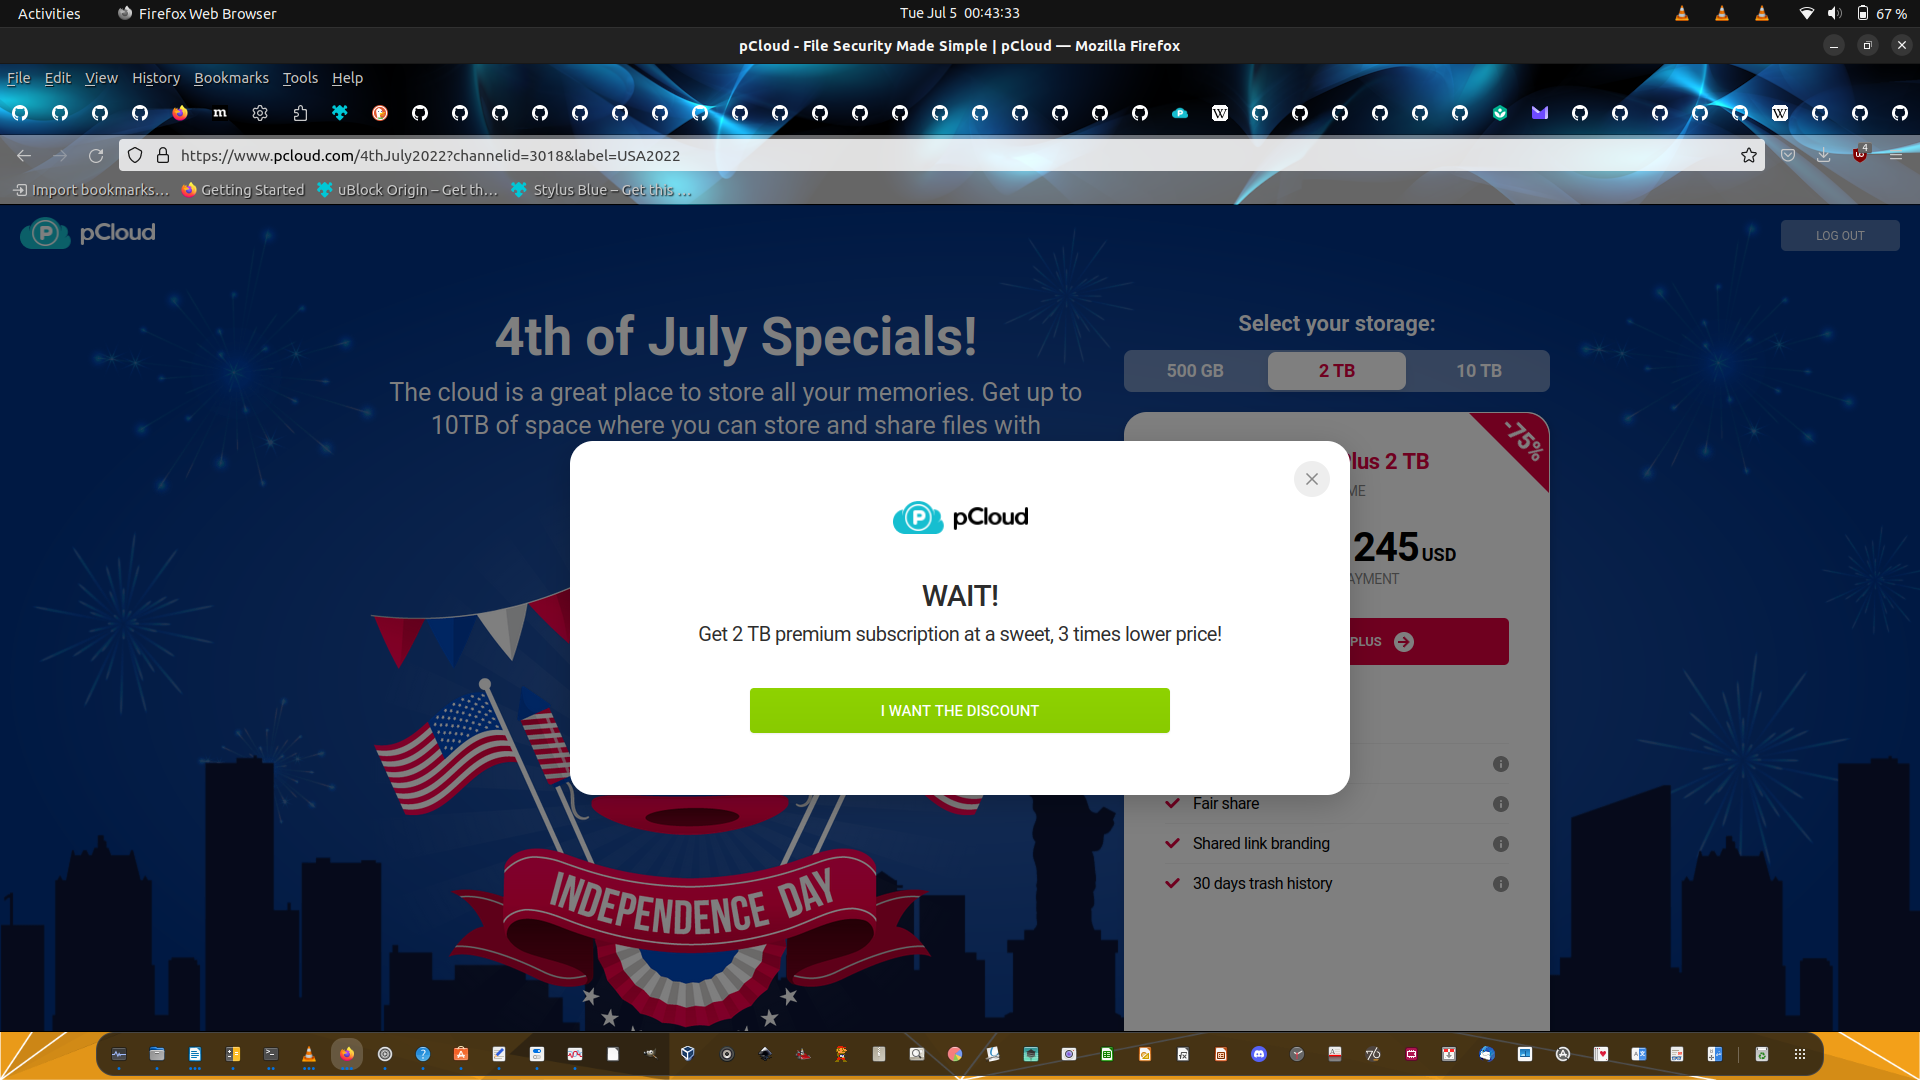 Activities
Firefox Web Browser
Tue Jul 5 00:43:33
67 %
pCloud - File Security Made Simple | pCloud — Mozilla Firefox
File Edit View History Bookmarks Tools Help
https://www.pcloud.com/4thJuly2022?channelid=3018&label=USA2022
4
Import bookmarks…
Getting Started
uBlock Origin – Get th…
Stylus Blue – Get this …
pCloud
LOG OUT
4th of July Specials!
The cloud is a great place to store all your memories. Get up to
10TB of space where you can store and share files with
Select your storage:
500 GB
2 TB
10 TB
-75%
lus 2 TB
ME
245 USD
AYMENT
PLUS
pCloud
WAIT!
Get 2 TB premium subscription at a sweet, 3 times lower price!
I WANT THE DISCOUNT
Fair share
Shared link branding
30 days trash history
INDEPENDENCE DAY